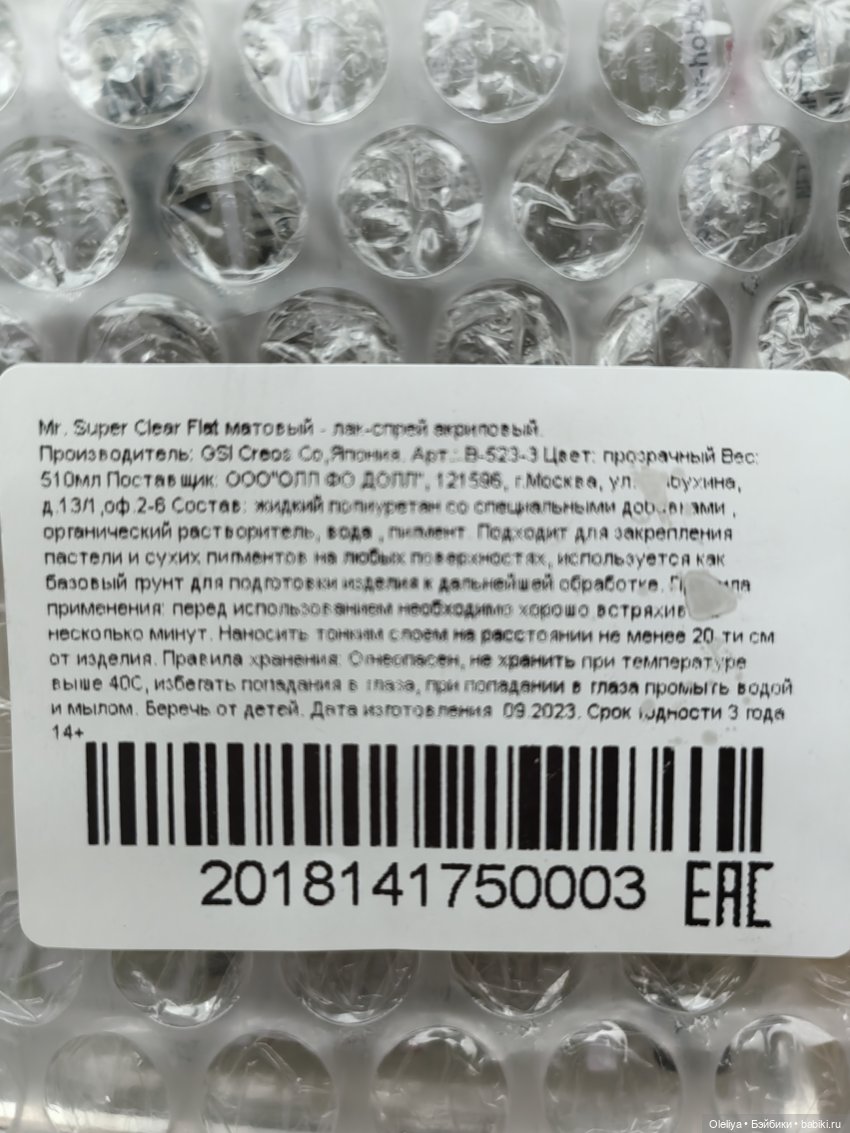 Mr. Super Clear Flat матовый - лак-спрей акриловый.
Производитель: GSI Creos Co,Япония. Арт.: B-523-3 Цвет: прозрачный Вес:
510мл Поставщик: ООО"ОЛЛ ФО ДОЛЛ", 121596, г.Москва, ул.
д.13/1 ,оф.2-6 Состав: жидкий полиуретан со специальными добавками ,
органический растворитель, вода , пигмент. Подходит для закрепления
пастели и сухих пигментов на любых поверхностях, используется как
базовый грунт для подготовки изделия к дальнейшей обработке.
применения: перед использованием необходимо хорошо
несколько минут. Наносить тонким слоем на расстоянии не менее 20 ти см
от изделия. Правила хранения: Огнеопасен, не хранить при температуре
выше 40С, избегать попадания в глаза, при попадании в глаза промыть водой
и мылом. Беречь от детей. Дата изготовления 09.2023. Срок годности 3 года
14+
2018141750003 EAC
Oleliya • Бэйбики • babiki.ru